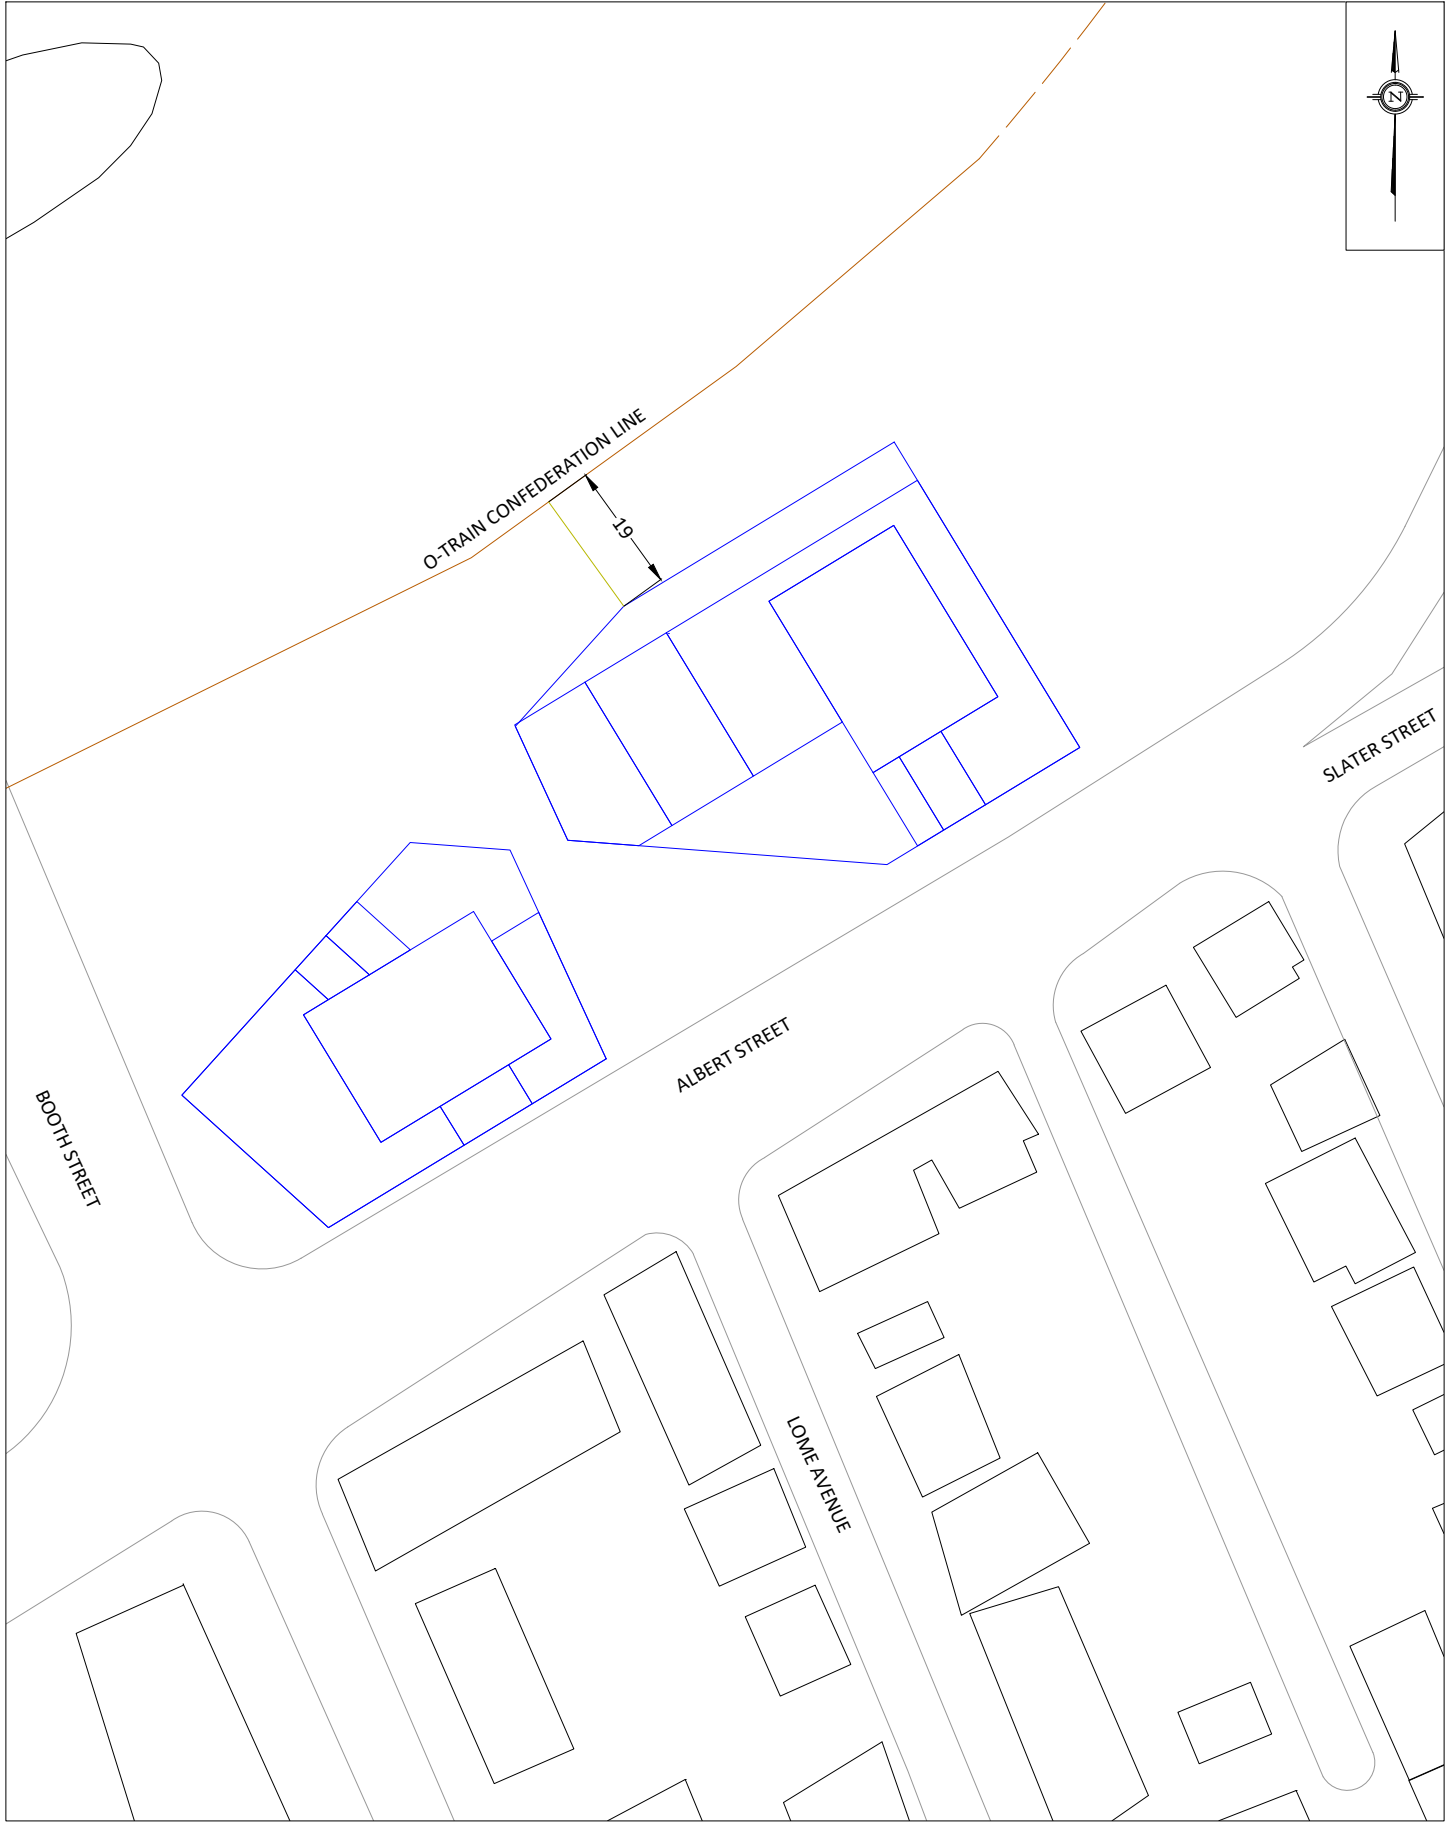 N
O-TRAIN CONFEDERATION LINE
19
SLATER STREET
ALBERT STREET
BOOTH STREET
LOME AVENUE